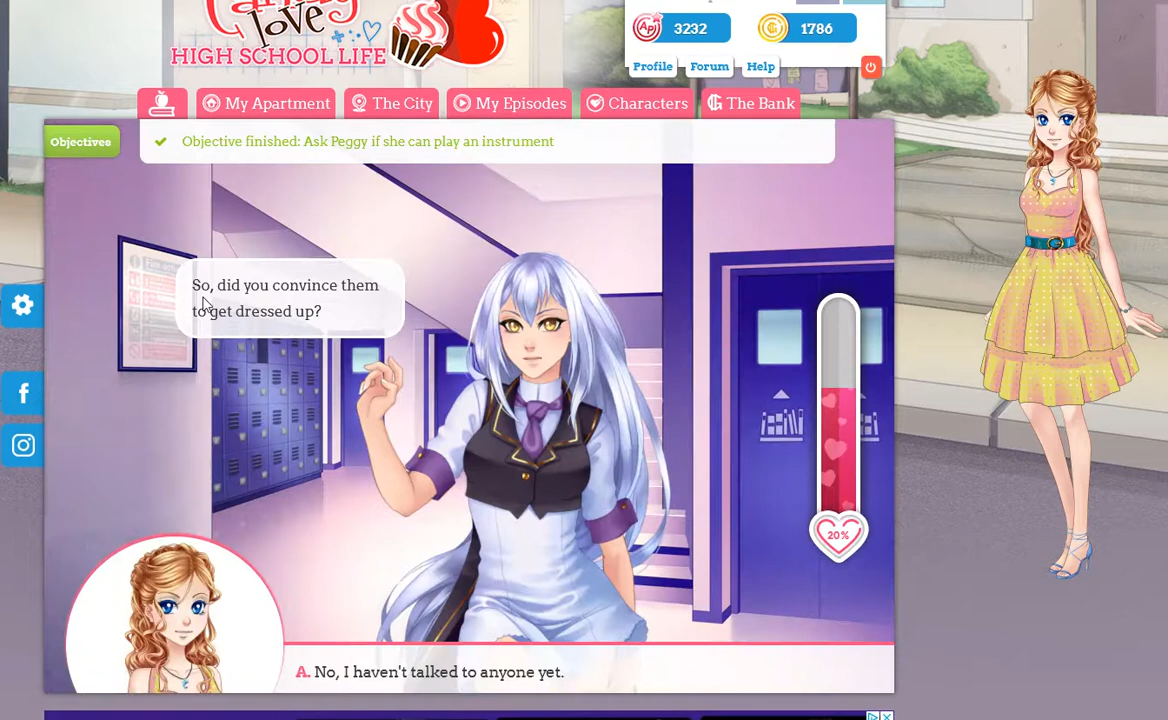 Candy
love
HIGH SCHOOL LIFE
3232
1786
Profile
Forum
Help
My Apartment
The City
My Episodes
Characters
The Bank
Objectives
Objective finished: Ask Peggy if she can play an instrument
So, did you convince them
to get dressed up?
20%
A. No, I haven't talked to anyone yet.